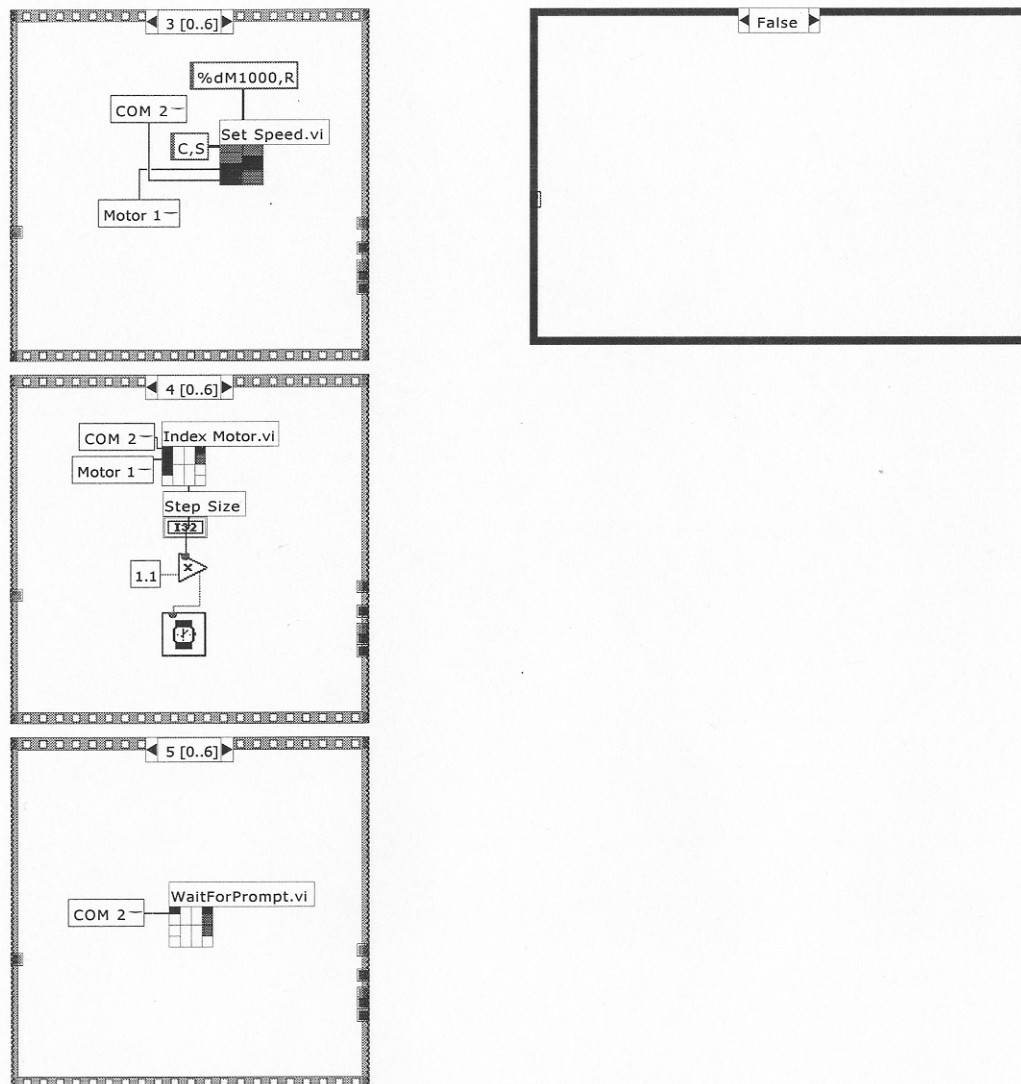 3 [0..6]
%dM1000,R
COM 2
Set Speed.vi
C,S
Motor 1
False
4 [0..6]
COM 2
Index Motor.vi
Motor 1
Step Size
I32
x
1.1
5 [0..6]
WaitForPrompt.vi
COM 2